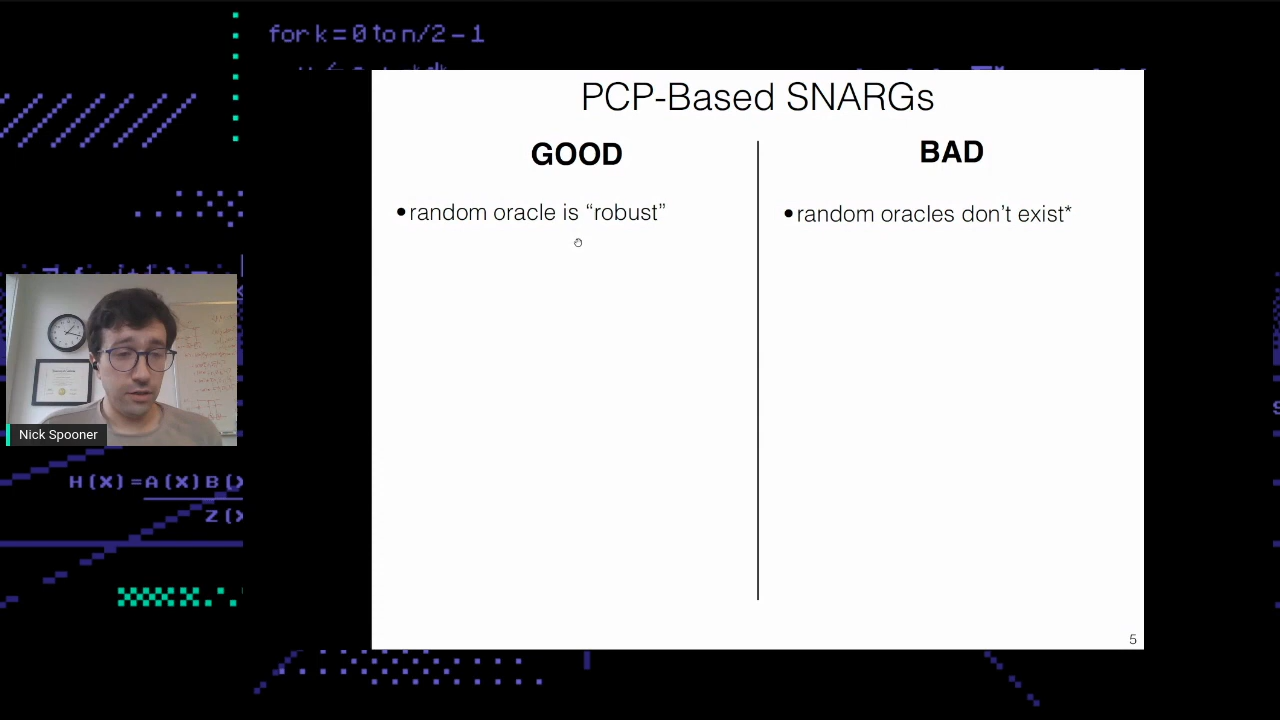 for k = 0 to n/2 - 1
PCP-Based SNARGs
GOOD
BAD
•random oracle is “robust”
•random oracles don’t exist*
Nick Spooner
H(X) =A(X)B(X
Z(X
5